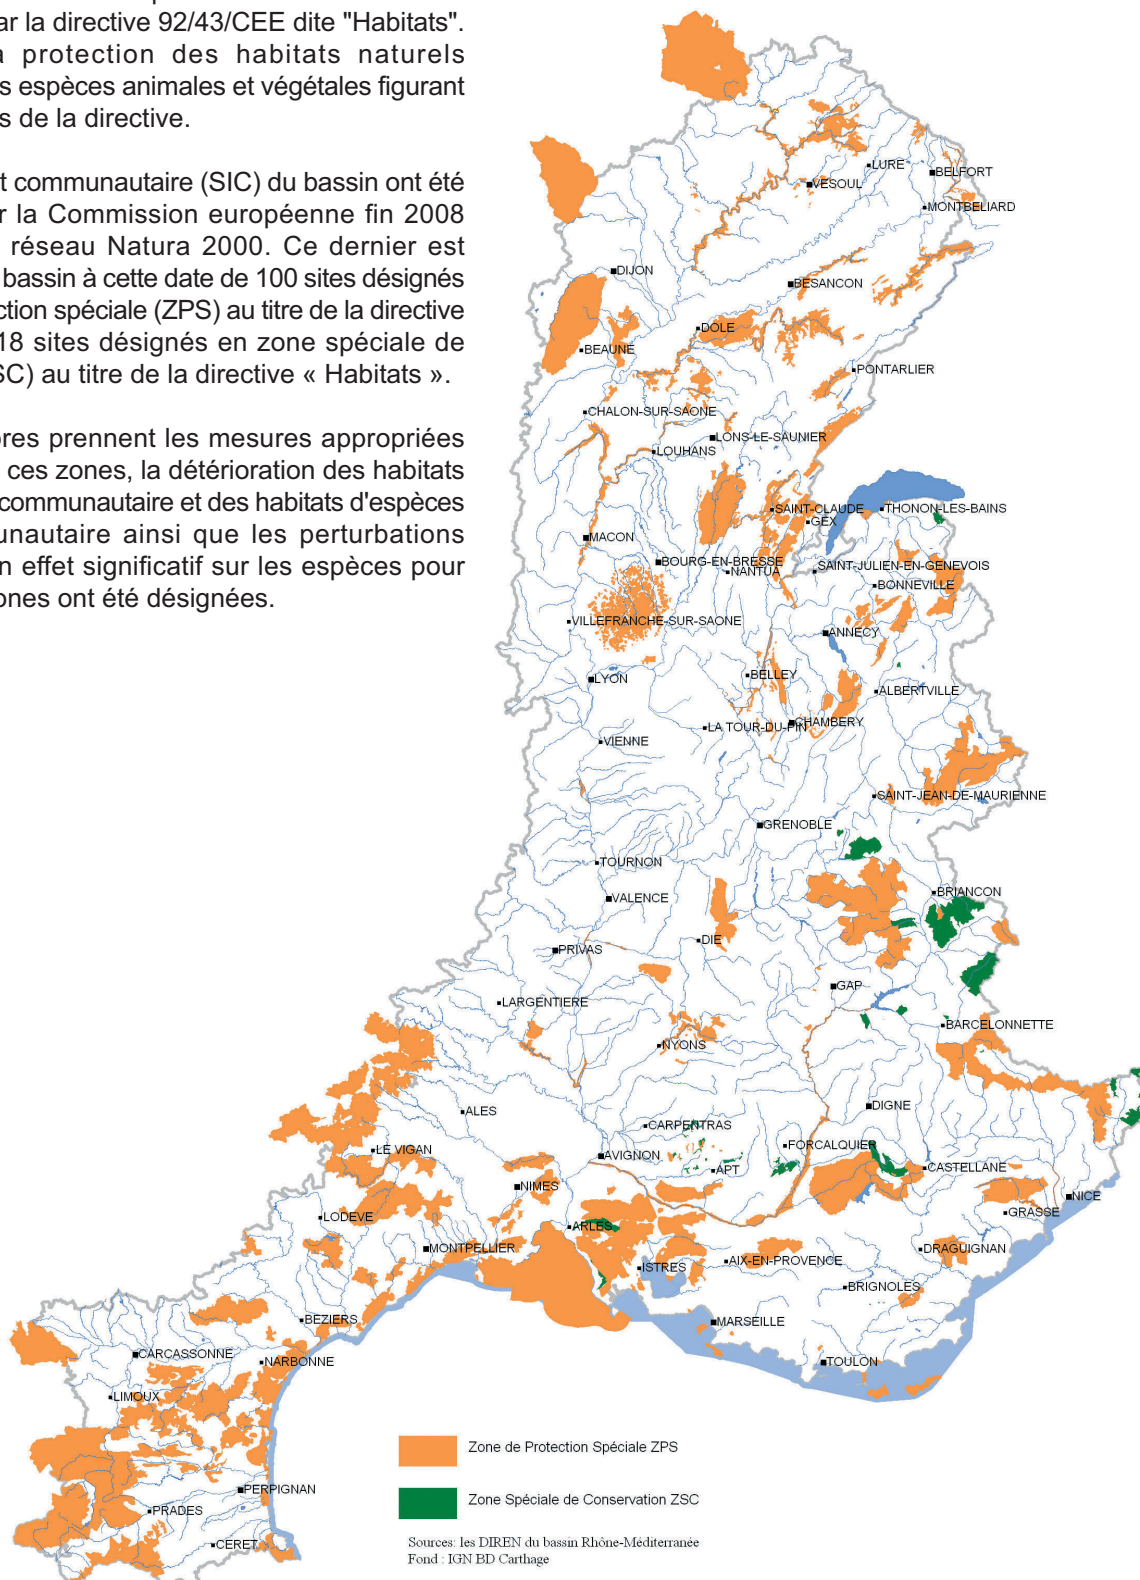 ar la directive 92/43/CEE dite "Habitats".
a protection des habitats naturels
s espèces animales et végétales figurant
s de la directive.
t communautaire (SIC) du bassin ont été
r la Commission européenne fin 2008
réseau Natura 2000. Ce dernier est
bassin à cette date de 100 sites désignés
ction spéciale (ZPS) au titre de la directive
18 sites désignés en zone spéciale de
SC) au titre de la directive « Habitats ».
bres prennent les mesures appropriées
ces zones, la détérioration des habitats
communautaire et des habitats d'espèces
unautaire ainsi que les perturbations
n effet significatif sur les espèces pour
ones ont été désignées.
LURE
BELFORT
VESOUL
MONTBELIARD
DIJON
BESANCON
DOLE
BEAUNE
PONTARLIER
CHALON-SUR-SAONE
LONS-LE-SAUNIER
LOUHANS
SAINT-CLAUDE
THONON-LES-BAINS
GEX
MACON
BOURG-EN-BRESSE
NANTUA
SAINT-JULIEN-EN-GENEVOIS
BONNEVILLE
VILLEFRANCHE-SUR-SAONE
ANNECY
BELLEY
LYON
ALBERTVILLE
LA TOUR-DU-PIN
CHAMBERY
VIENNE
SAINT-JEAN-DE-MAURIENNE
GRENOBLE
TOURNON
BRIANCON
VALENCE
DIE
PRIVAS
GAP
LARGENTIERE
BARCELONNETTE
NYONS
DIGNE
ALES
CARPENTRAS
FORCALQUIER
LE VIGAN
AVIGNON
APT
CASTELLANE
NIMES
NICE
GRASSE
LODEVE
ARLES
MONTPELLIER
DRAGUIGNAN
AIX-EN-PROVENCE
ISTRES
BRIGNOLES
BEZIERS
MARSEILLE
CARCASSONNE
NARBONNE
TOULON
LIMOUX
PERPIGNAN
PRADES
CERET
Zone de Protection Spéciale ZPS
Zone Spéciale de Conservation ZSC
Sources: les DIREN du bassin Rhône-Méditerranée
Fond : IGN BD Carthage